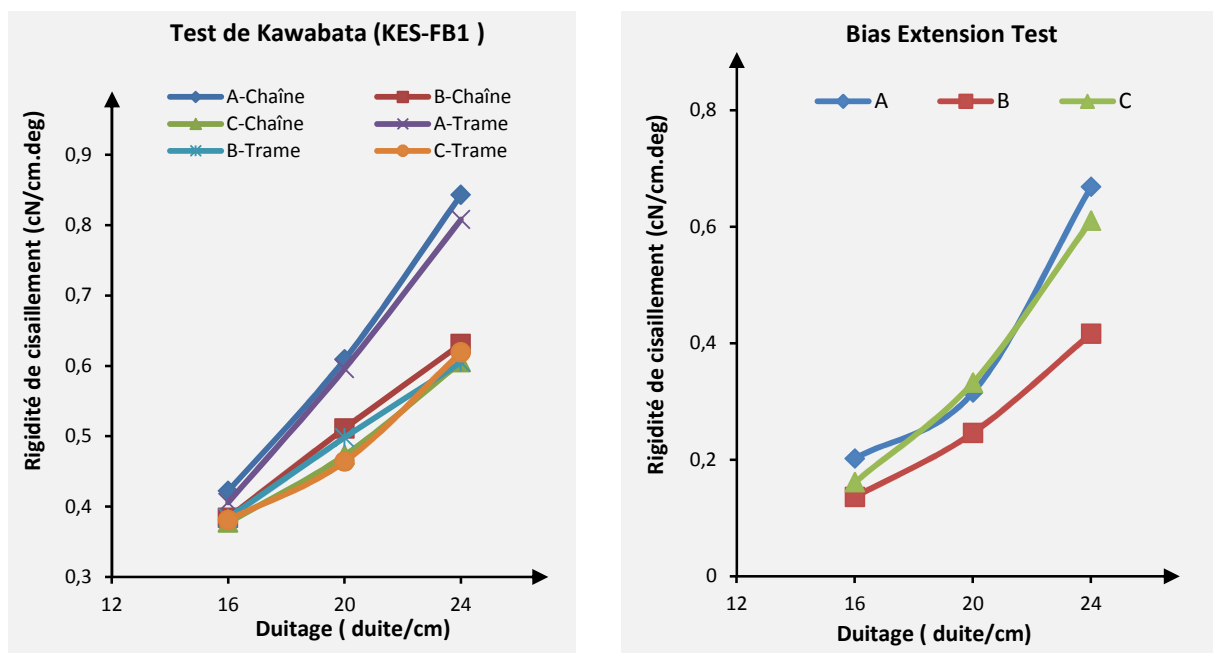 Test de Kawabata (KES-FB1 )
A-Chaîne
B-Chaîne
C-Chaîne
A-Trame
B-Trame
C-Trame
Rigidité de cisaillement (cN/cm.deg)
0,9
0,8
0,7
0,6
0,5
0,4
0,3
12
16
20
24
Duitage ( duite/cm)
Bias Extension Test
A
B
C
Rigidité de cisaillement (cN/cm.deg)
0,8
0,6
0,4
0,2
0
12
16
20
24
Duitage ( duite/cm)